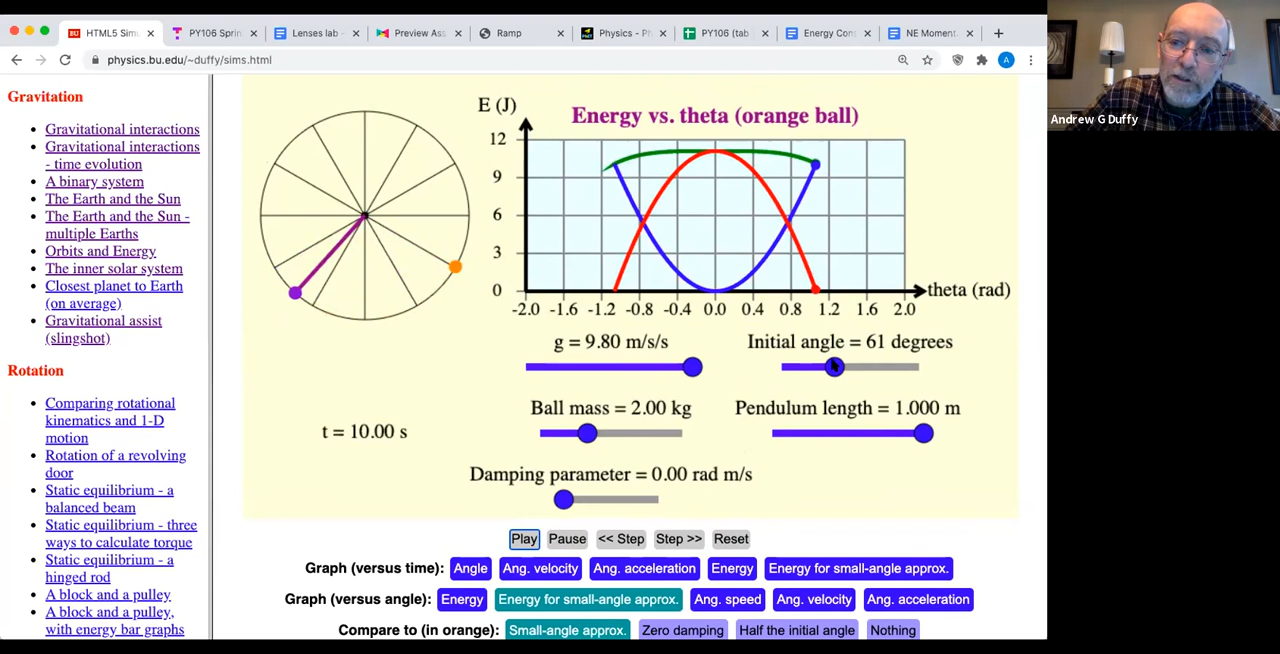 HTML5 Sim
PY106 Sprin
Lenses lab -
Preview Ass
Ramp
Physics - Ph
PY106 (tab
Energy Con
NE Moment
physics.bu.edu/~duffy/sims.html
A
Andrew G Duffy
Gravitation
Gravitational interactions
Gravitational interactions
- time evolution
A binary system
The Earth and the Sun
The Earth and the Sun -
multiple Earths
Orbits and Energy
The inner solar system
Closest planet to Earth
(on average)
Gravitational assist
(slingshot)
Rotation
Comparing rotational
kinematics and 1-D
motion
Rotation of a revolving
door
Static equilibrium - a
balanced beam
Static equilibrium - three
ways to calculate torque
Static equilibrium - a
hinged rod
A block and a pulley
A block and a pulley,
with energy bar graphs
E (J)
Energy vs. theta (orange ball)
12
9
6
3
0
-2.0 -1.6 -1.2 -0.8 -0.4 0.0 0.4 0.8 1.2 1.6 2.0
theta (rad)
g = 9.80 m/s/s
Initial angle = 61 degrees
Ball mass = 2.00 kg
Pendulum length = 1.000 m
t = 10.00 s
Damping parameter = 0.00 rad m/s
Play Pause << Step Step >> Reset
Graph (versus time): Angle Ang. velocity Ang. acceleration Energy Energy for small-angle approx.
Graph (versus angle): Energy Energy for small-angle approx. Ang. speed Ang. velocity Ang. acceleration
Compare to (in orange): Small-angle approx. Zero damping Half the initial angle Nothing